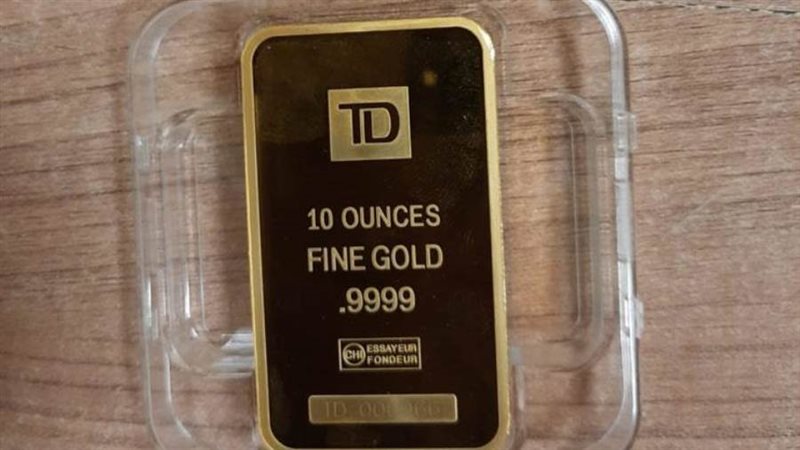 TD
10 OUNCES
FINE GOLD
.9999
CHI ESSAYEUR
FONDEUR